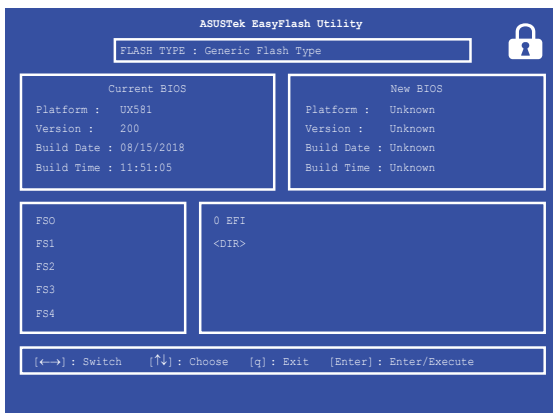 ASUSTek EasyFlash Utility
FLASH TYPE : Generic Flash Type
Current BIOS
Platform : UX581
Version : 200
Build Date : 08/15/2018
Build Time : 11:51:05
New BIOS
Platform : Unknown
Version : Unknown
Build Date : Unknown
Build Time : Unknown
FSO
FS1
FS2
FS3
FS4
0 EFI
<DIR>
[←→] : Switch [↑↓] : Choose [q] : Exit [Enter] : Enter/Execute